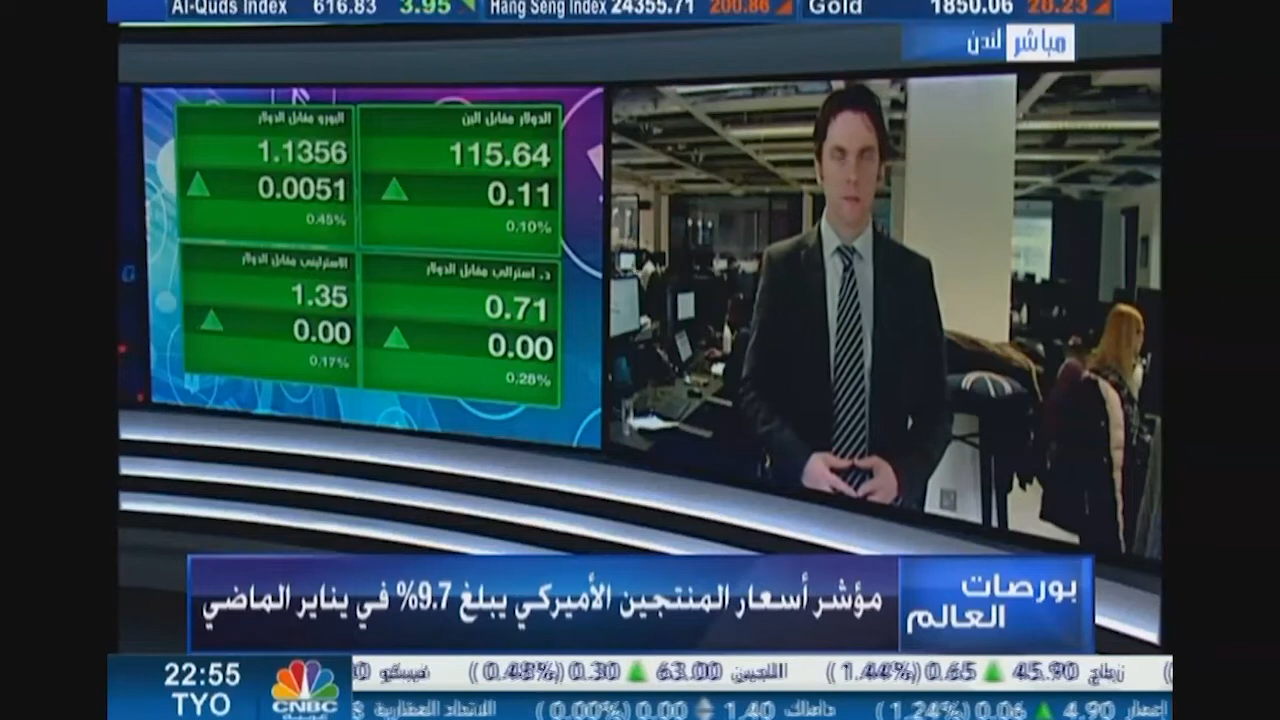 Al-Quds Index 616.83 3.95 Hang Seng Index 24355.71 200.86 Gold 1850.06 20.23
مباشر لندن
الدولار مقابل الين
115.64
0.11
0.10%
اليورو مقابل الدولار
1.1356
0.0051
0.45%
د. استرالي مقابل الدولار
0.71
0.00
0.28%
الاسترليني مقابل الدولار
1.35
0.00
0.17%
بورصات العالم
مؤشر أسعار المنتجين الأميركي يبلغ 9.7% في يناير الماضي
22:55
TYO
CNBC
عربية
زجاج 45.90 0.65 (1.44%) اللجين 63.00 0.30 (0.48%)
إعمار 4.90 0.06 (1.24%) داماك 1.40 0.00 (0.00%) الاتحاد العقارية